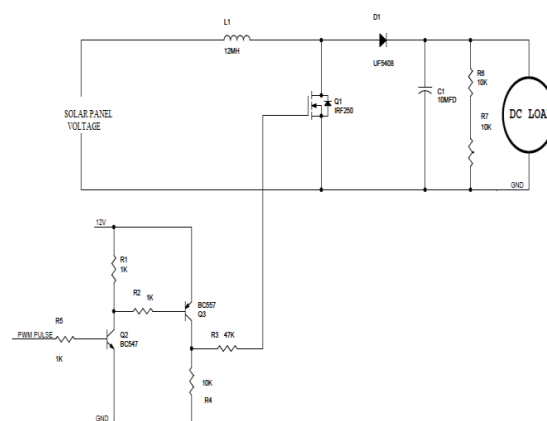 L1
12MH
D1
UF5408
SOLAR PANEL
VOLTAGE
Q1
IRF250
C1
10MFD
R6
10K
R7
10K
DC LOA
GND
12V
R1
1K
R2
1K
BC557
Q3
R5
PWM PULSE
1K
Q2
BC547
R3 47K
10K
R4
GND